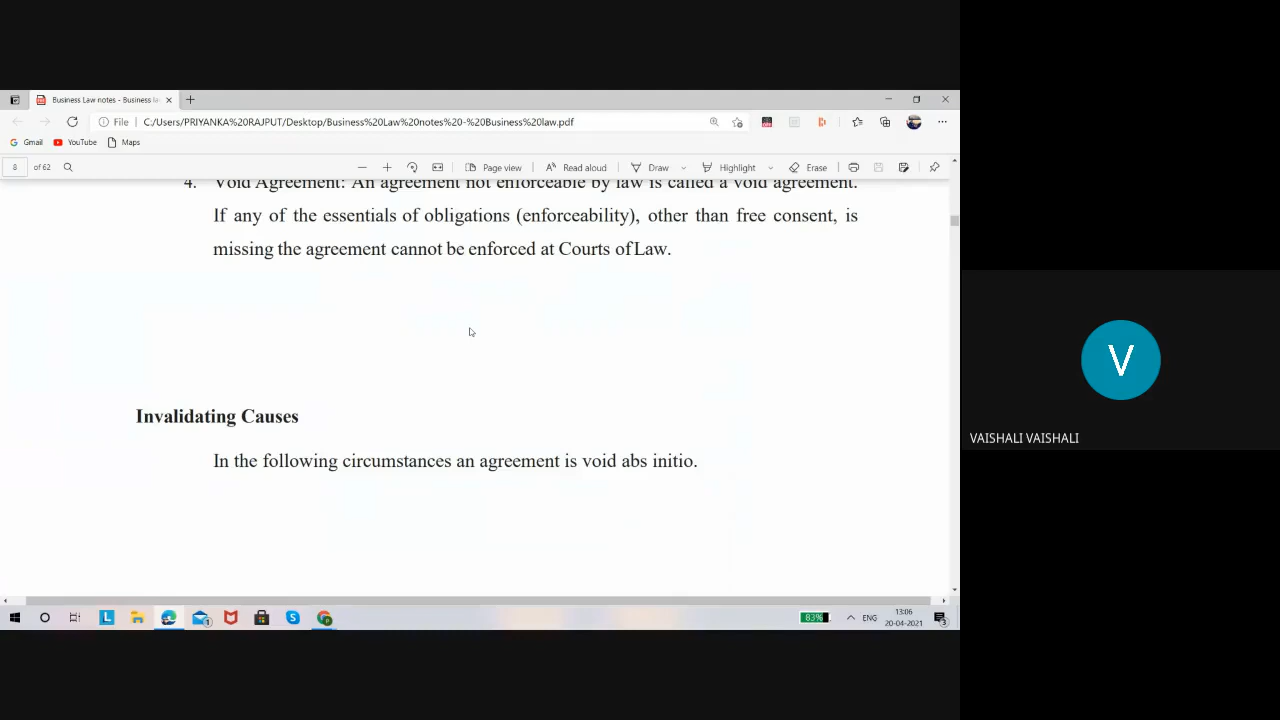 Business Law notes - Business la
File C:/Users/PRIYANKA%20RAJPUT/Desktop/Business%20Law%20notes%20-%20Business%20law.pdf
Gmail YouTube Maps
8 of 62 Page view Read aloud Draw Highlight Erase
4. Void Agreement: An agreement not enforceable by law is called a void agreement.
If any of the essentials of obligations (enforceability), other than free consent, is
missing the agreement cannot be enforced at Courts of Law.
Invalidating Causes
In the following circumstances an agreement is void abs initio.
V
VAISHALI VAISHALI
83% ENG 13:06
20-04-2021